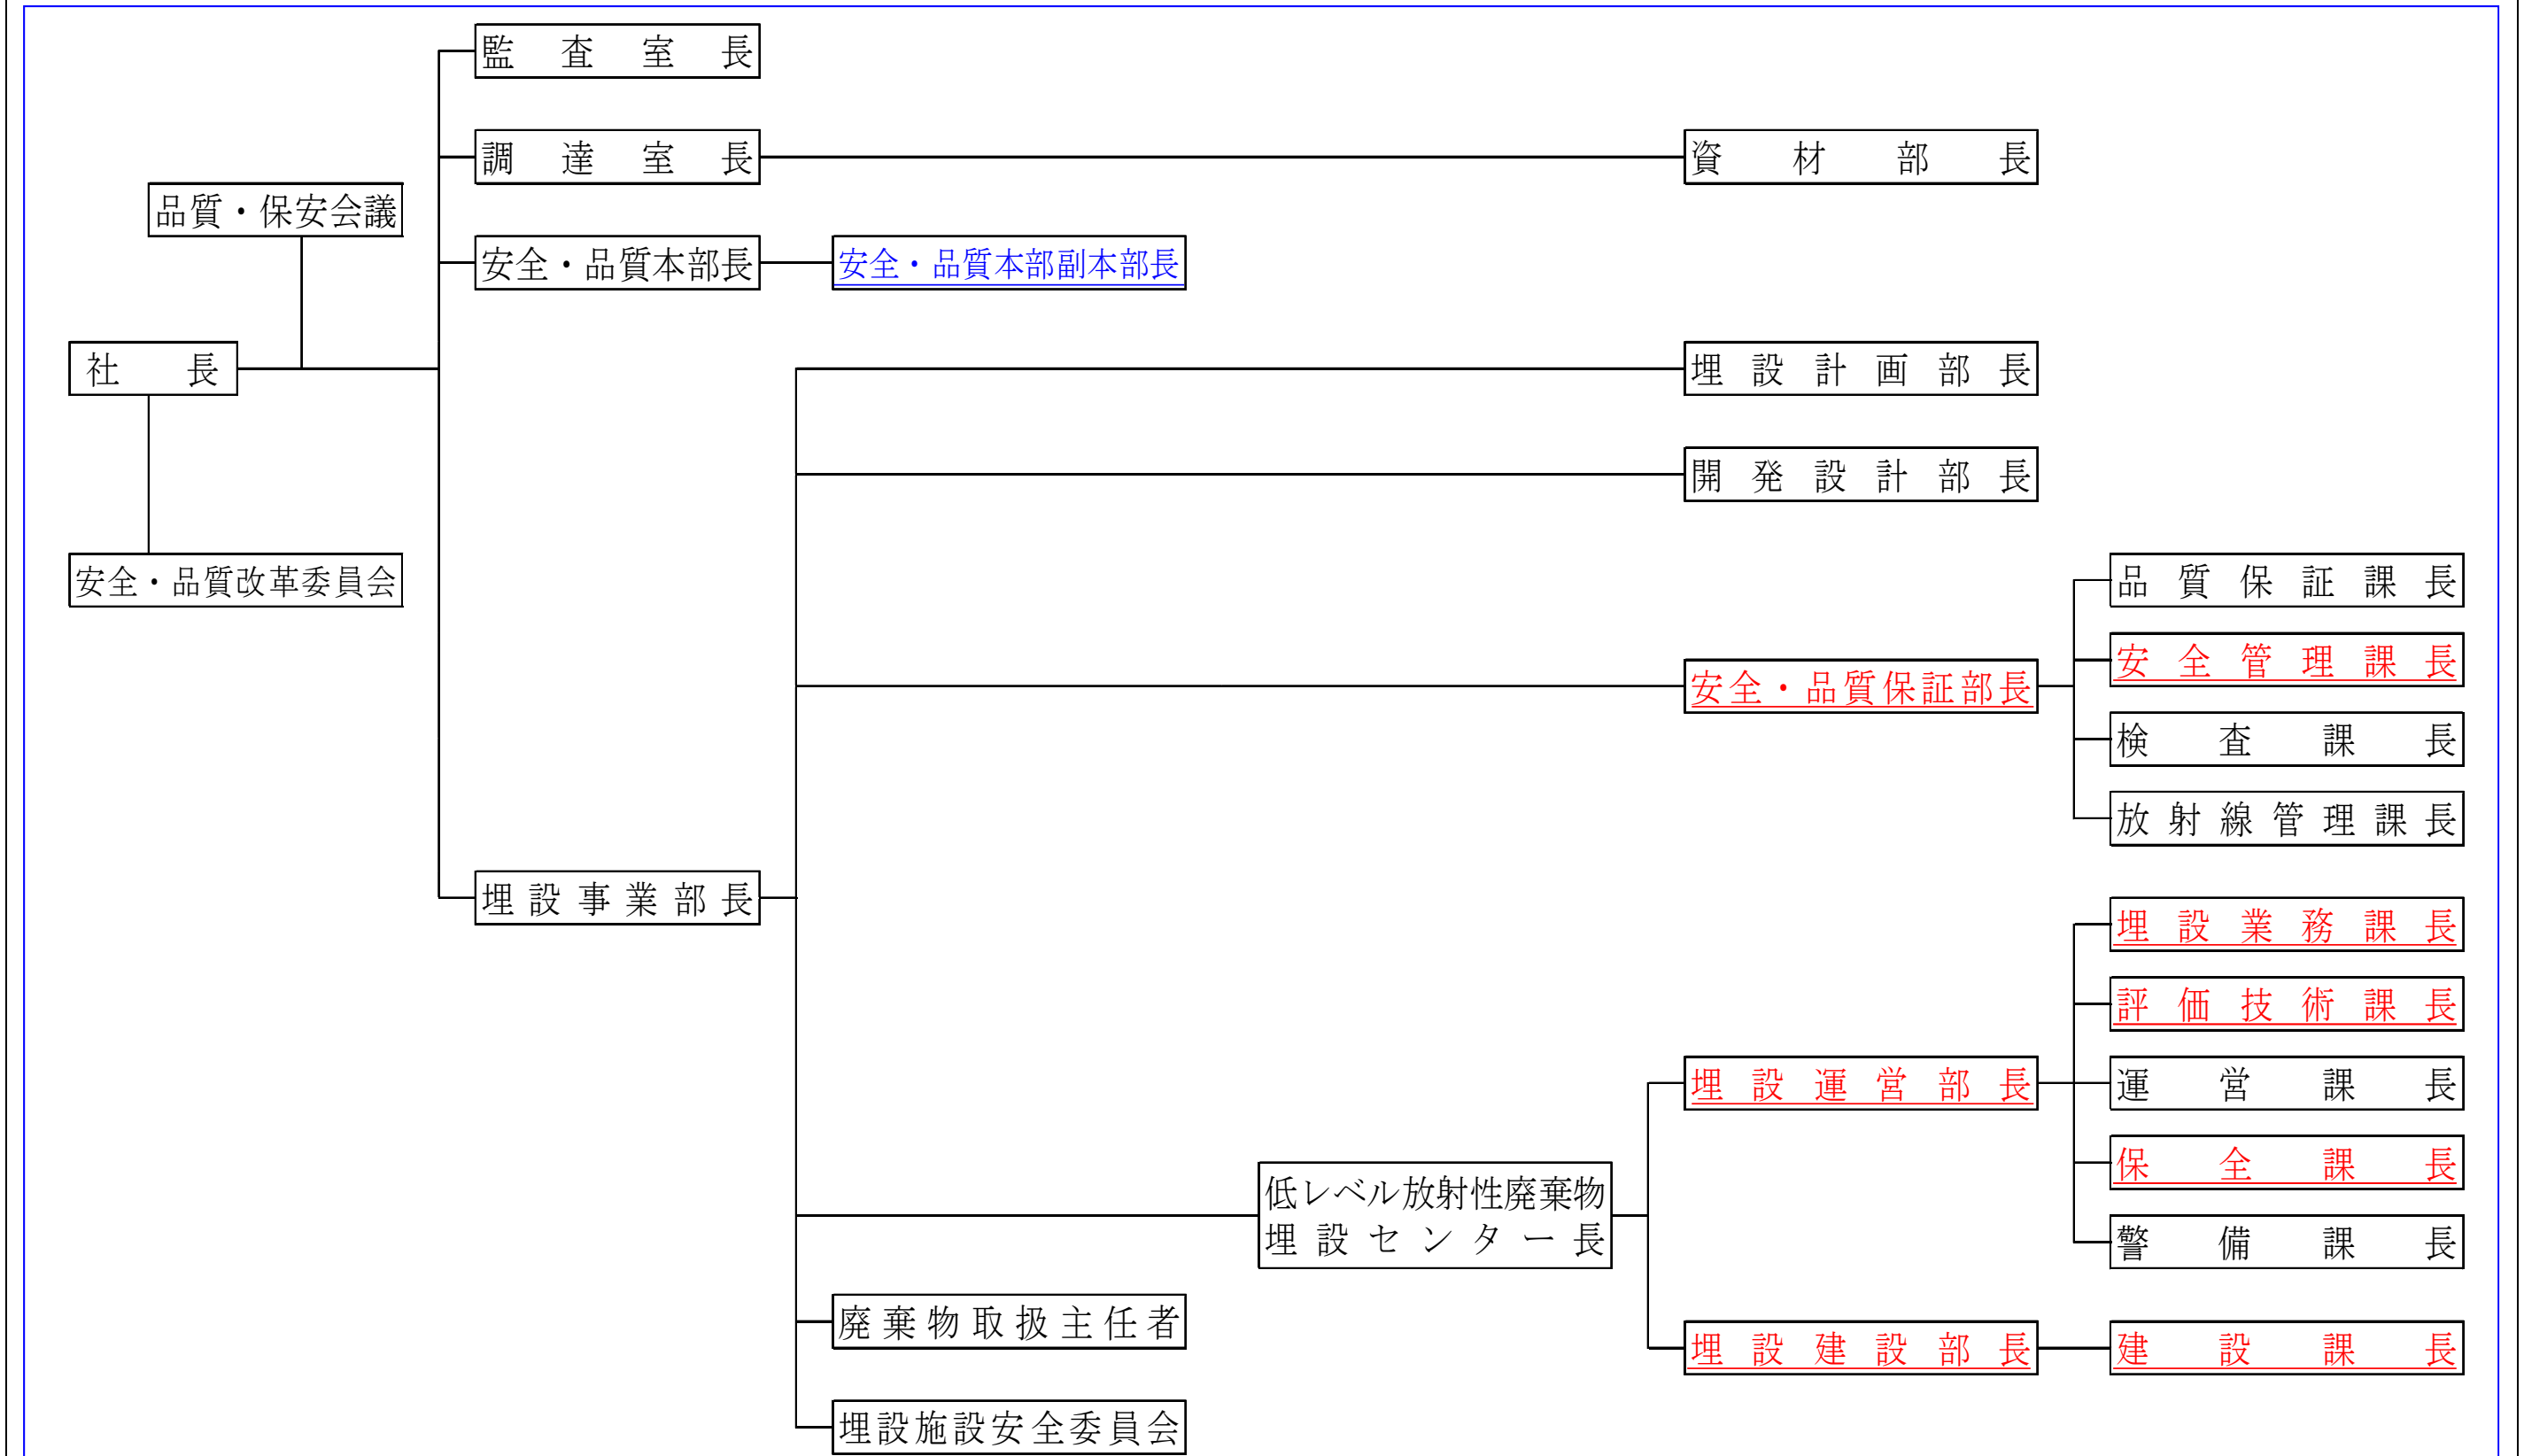 監査室長
調達室長
資材部長
品質・保安会議
安全・品質本部長
安全・品質本部副本部長
社長
埋設計画部長
開発設計部長
安全・品質改革委員会
品質保証課長
安全管理課長
安全・品質保証部長
検査課長
放射線管理課長
埋設事業部長
埋設業務課長
評価技術課長
埋設運営部長
運営課長
保全課長
低レベル放射性廃棄物
埋設センター長
警備課長
廃棄物取扱主任者
埋設建設部長
建設課長
埋設施設安全委員会